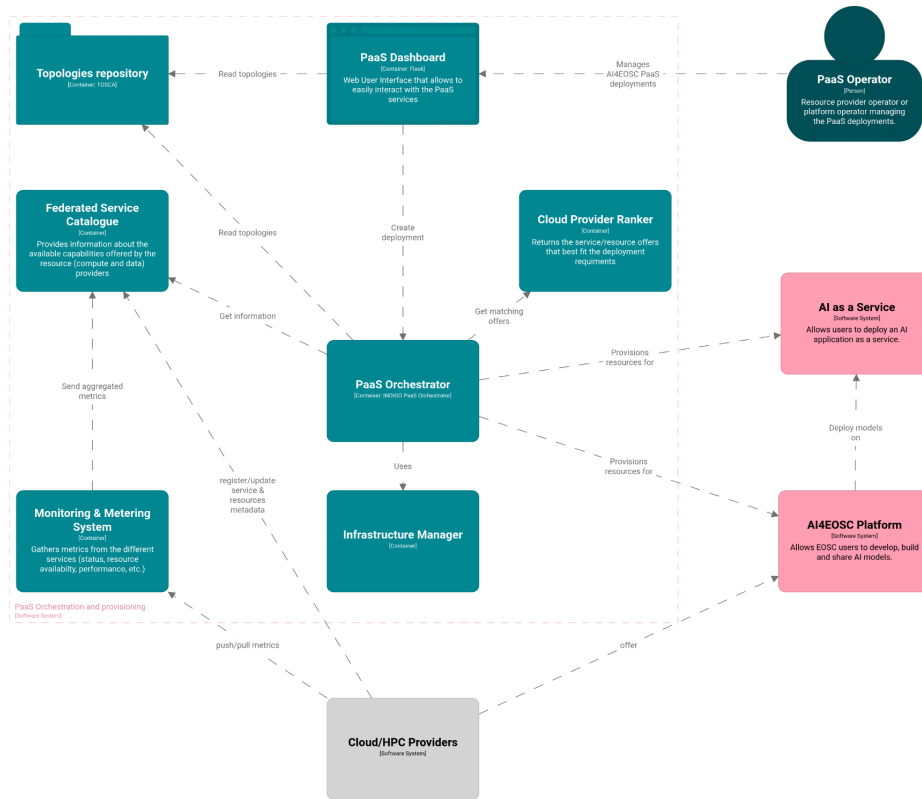 Topologies repository
[Container: TOSCA]
Read topologies
PaaS Dashboard
[Container: Flask]
Web User Interface that allows to
easily interact with the PaaS
services
Manages
AI4EOSC PaaS
deployments
PaaS Operator
[Person]
Resource provider operator or
platform operator managing
the PaaS deployments.
Federated Service
Catalogue
[Container]
Provides information about the
available capabilities offered by the
resource (compute and data)
providers
Read topologies
Create
deployment
Cloud Provider Ranker
[Container]
Returns the service/resource offers
that best fit the deployment
requiments
Get information
Get matching
offers
AI as a Service
[Software System]
Allows users to deploy an AI
application as a service.
PaaS Orchestrator
[Container: INDIGO PaaS Orchestrator]
Provisions
resources for
Send aggregated
metrics
Deploy models
on
Uses
Provisions
resources for
register/update
service &
resources
metadata
Monitoring & Metering
System
[Container]
Gathers metrics from the different
services (status, resource
availabilty, performance, etc.)
Infrastructure Manager
[Container]
AI4EOSC Platform
[Software System]
Allows EOSC users to develop, build
and share AI models.
PaaS Orchestration and provisioning
[Software System]
push/pull metrics
offer
Cloud/HPC Providers
[Software System]